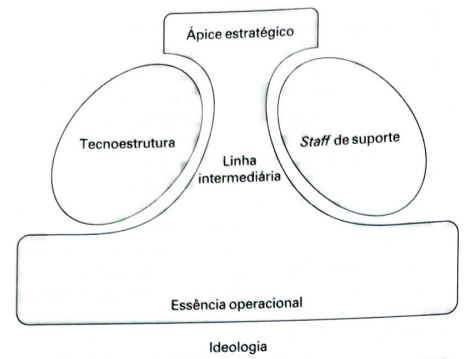 Ápice estratégico
Tecnoestrutura
Staff de suporte
Linha
intermediária
Essência operacional
Ideologia